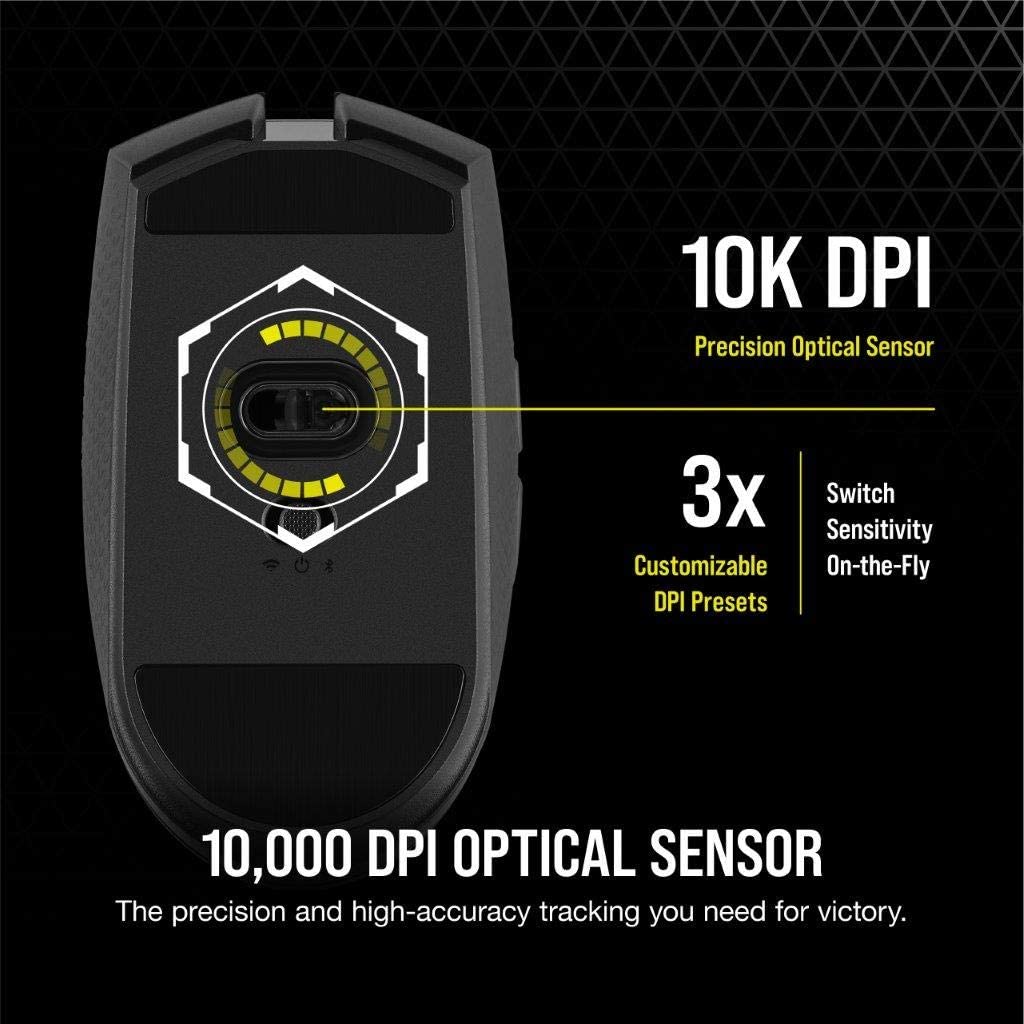 10K DPI
Precision Optical Sensor
3x
Customizable
DPI Presets
Switch
Sensitivity
On-the-Fly
10,000 DPI OPTICAL SENSOR
The precision and high-accuracy tracking you need for victory.